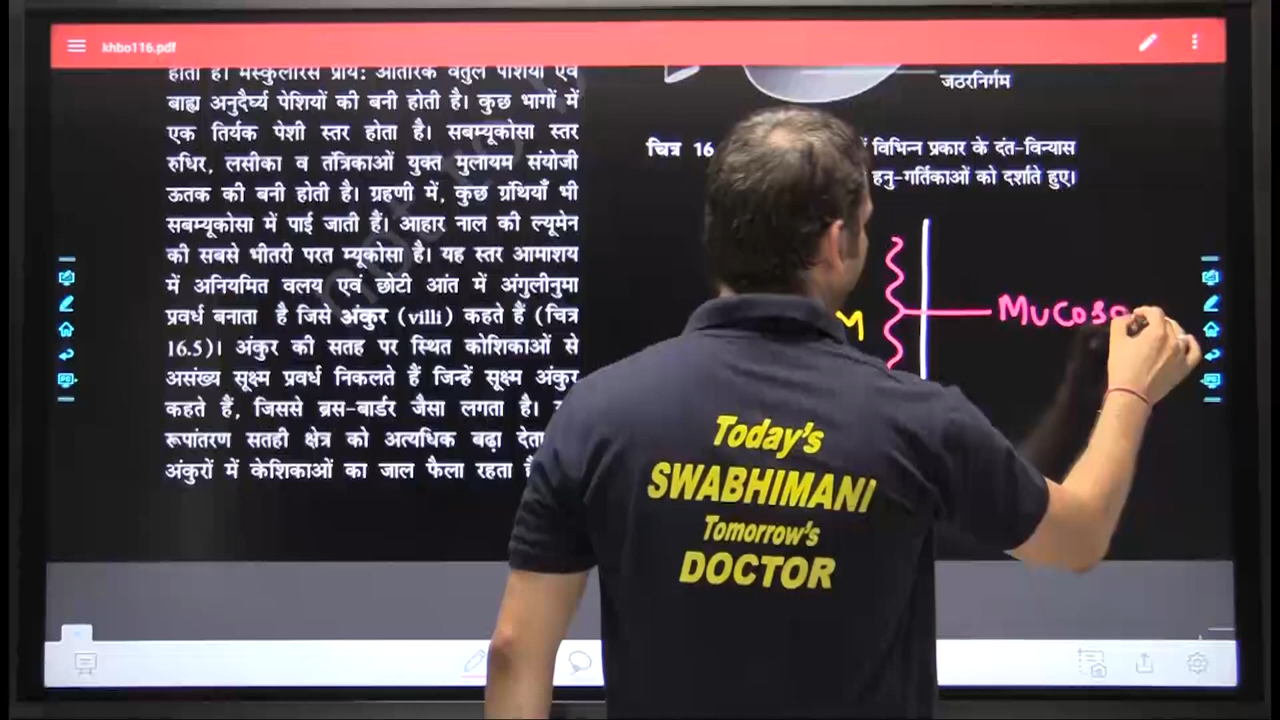 khbo116.pdf
होता है। मस्कुलारिस प्राय: आंतरिक वर्तुल पेशियों एवं
बाह्य अनुदैर्घ्य पेशियों की बनी होती है। कुछ भागों में
एक तिर्यक पेशी स्तर होता है। सबम्यूकोसा स्तर
रुधिर, लसीका व तंत्रिकाओं युक्त मुलायम संयोजी
ऊतक की बनी होती है। ग्रहणी में, कुछ ग्रंथियाँ भी
सबम्यूकोसा में पाई जाती हैं। आहार नाल की ल्यूमेन
की सबसे भीतरी परत म्यूकोसा है। यह स्तर आमाशय
में अनियमित वलय एवं छोटी आंत में अंगुलीनुमा
प्रवर्ध बनाता है जिसे अंकुर (villi) कहते हैं (चित्र
16.5)। अंकुर की सतह पर स्थित कोशिकाओं से
असंख्य सूक्ष्म प्रवर्ध निकलते हैं जिन्हें सूक्ष्म अंकुर
कहते हैं, जिससे ब्रस-बार्डर जैसा लगता है।
रूपांतरण सतही क्षेत्र को अत्यधिक बढ़ा
अंकुरों में केशिकाओं का जाल फैला रहता
जठरनिर्गम
चित्र 16 विभिन्न प्रकार के दंत-विन्यास
हनु-गर्तिकाओं को दर्शाते हुए।
Mucosa
Today's
SWABHIMANI
Tomorrow's
DOCTOR